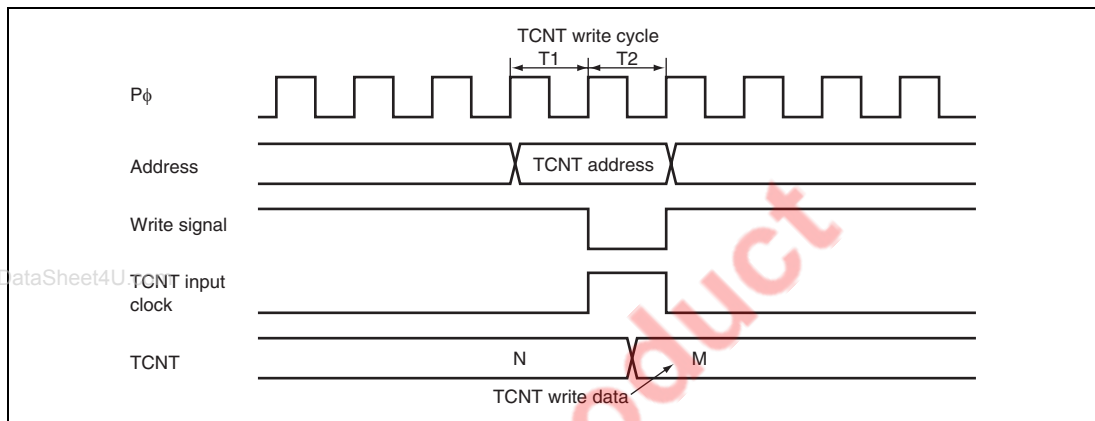 TCNT write cycle
T1 T2
Pϕ
Address
TCNT address
Write signal
DataSheet4U.com
TCNT input
clock
TCNT
N
M
TCNT write data
oduct